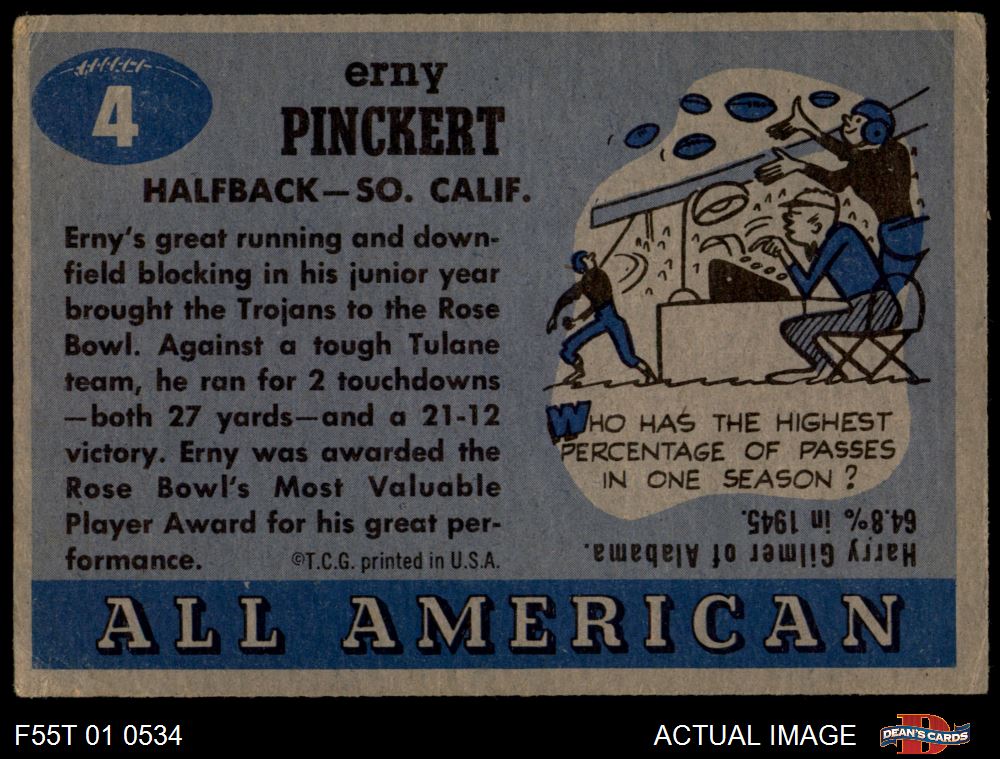 4
erny
PINCKERT
HALFBACK—SO. CALIF.
Erny's great running and down-
field blocking in his junior year
brought the Trojans to the Rose
Bowl. Against a tough Tulane
team, he ran for 2 touchdowns
—both 27 yards—and a 21-12
victory. Erny was awarded the
Rose Bowl's Most Valuable
Player Award for his great per-
formance.
©T.C.G. printed in U.S.A.
WHO HAS THE HIGHEST
PERCENTAGE OF PASSES
IN ONE SEASON?
Harry Gilmer of Alabama.
64.8% in 1945.
ALL AMERICAN
F55T 01 0534
ACTUAL IMAGE
D
DEAN'S CARDS